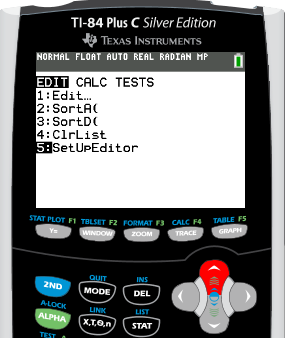 TI-84 Plus C Silver Edition
TEXAS INSTRUMENTS
NORMAL FLOAT AUTO REAL RADIAN MP
EDIT CALC TESTS
1:Edit…
2:SortA(
3:SortD(
4:ClrList
5:SetUpEditor
STAT PLOT F1 TBLSET F2 FORMAT F3 CALC F4 TABLE F5
Y= WINDOW ZOOM TRACE GRAPH
QUIT INS
2ND MODE DEL
A-LOCK LINK LIST
ALPHA X,T,θ,n STAT
TEST